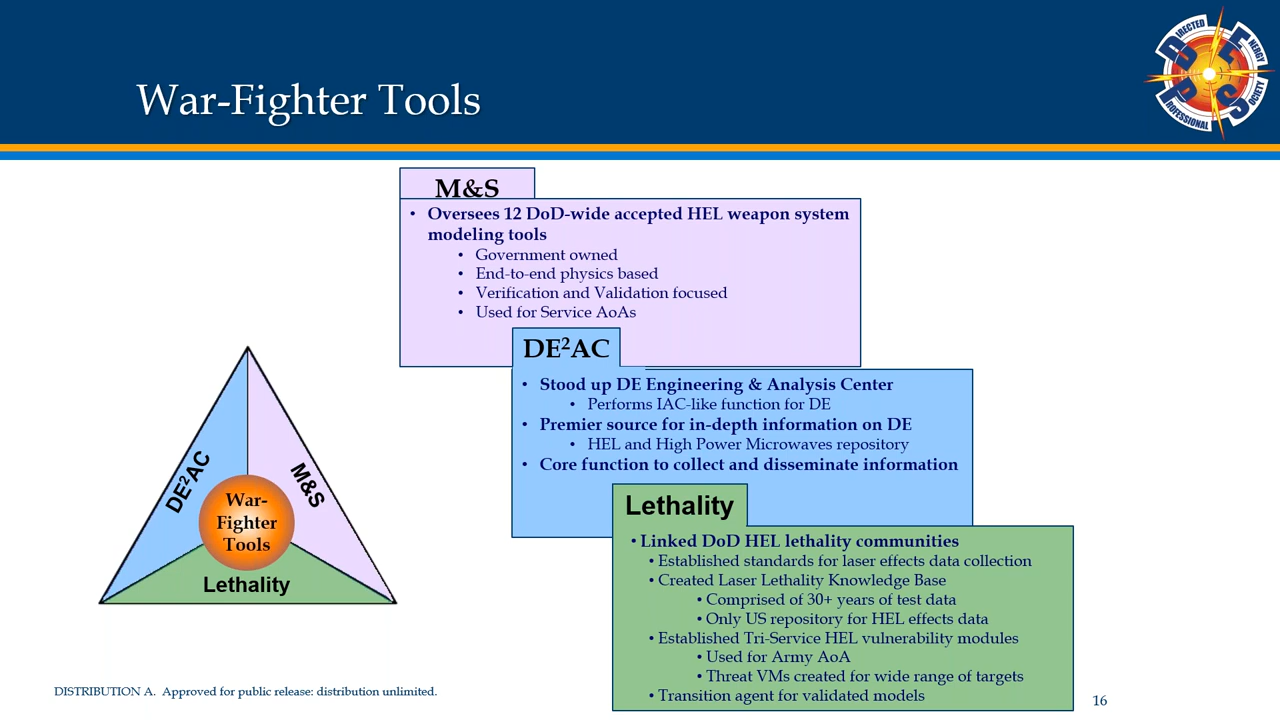 War-Fighter Tools
DIRECTED
ENERGY
PROFESSIONAL
SOCIETY
M&S
• Oversees 12 DoD-wide accepted HEL weapon system
modeling tools
• Government owned
• End-to-end physics based
• Verification and Validation focused
• Used for Service AoAs
DE²AC
• Stood up DE Engineering & Analysis Center
• Performs IAC-like function for DE
• Premier source for in-depth information on DE
• HEL and High Power Microwaves repository
• Core function to collect and disseminate information
Lethality
• Linked DoD HEL lethality communities
• Established standards for laser effects data collection
• Created Laser Lethality Knowledge Base
• Comprised of 30+ years of test data
• Only US repository for HEL effects data
• Established Tri-Service HEL vulnerability modules
• Used for Army AoA
• Threat VMs created for wide range of targets
• Transition agent for validated models
DE²AC
M&S
War-
Fighter
Tools
Lethality
DISTRIBUTION A. Approved for public release: distribution unlimited.
16